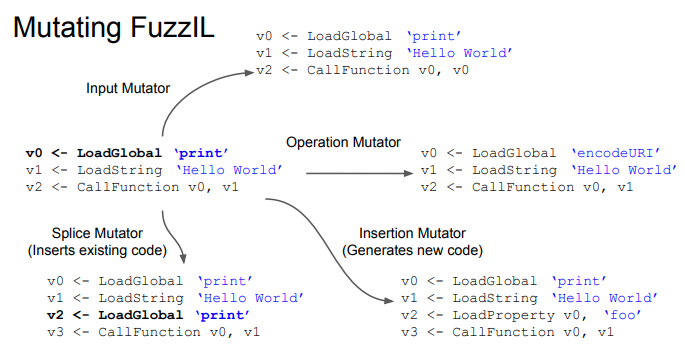 Mutating FuzzIL
v0 <- LoadGlobal ‘print’
v1 <- LoadString ‘Hello World’
v2 <- CallFunction v0, v0
Input Mutator
Operation Mutator
v0 <- LoadGlobal ‘print’
v1 <- LoadString ‘Hello World’
v2 <- CallFunction v0, v1
v0 <- LoadGlobal ‘encodeURI’
v1 <- LoadString ‘Hello World’
v2 <- CallFunction v0, v1
Splice Mutator
(Inserts existing code)
Insertion Mutator
(Generates new code)
v0 <- LoadGlobal ‘print’
v1 <- LoadString ‘Hello World’
v2 <- LoadGlobal ‘print’
v3 <- CallFunction v0, v1
v0 <- LoadGlobal ‘print’
v1 <- LoadString ‘Hello World’
v2 <- LoadProperty v0, ‘foo’
v3 <- CallFunction v0, v1